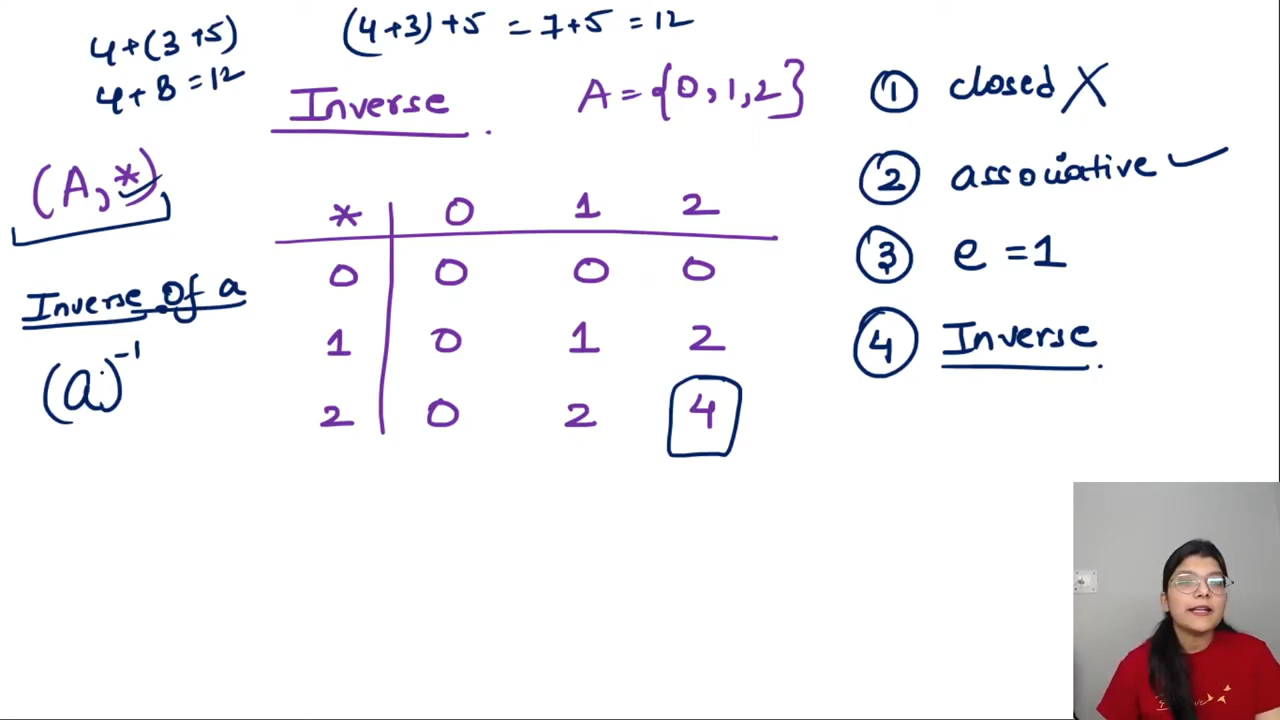 4+(3+5)
4+8=12
(4+3)+5 = 7+5 = 12
Inverse.
A = {0, 1, 2}
(A, *)
Inverse of a
(a)⁻¹
* 0 1 2
0 0 0 0
1 0 1 2
2 0 2 4
① closed X
② associative ✓
③ e = 1
④ Inverse.